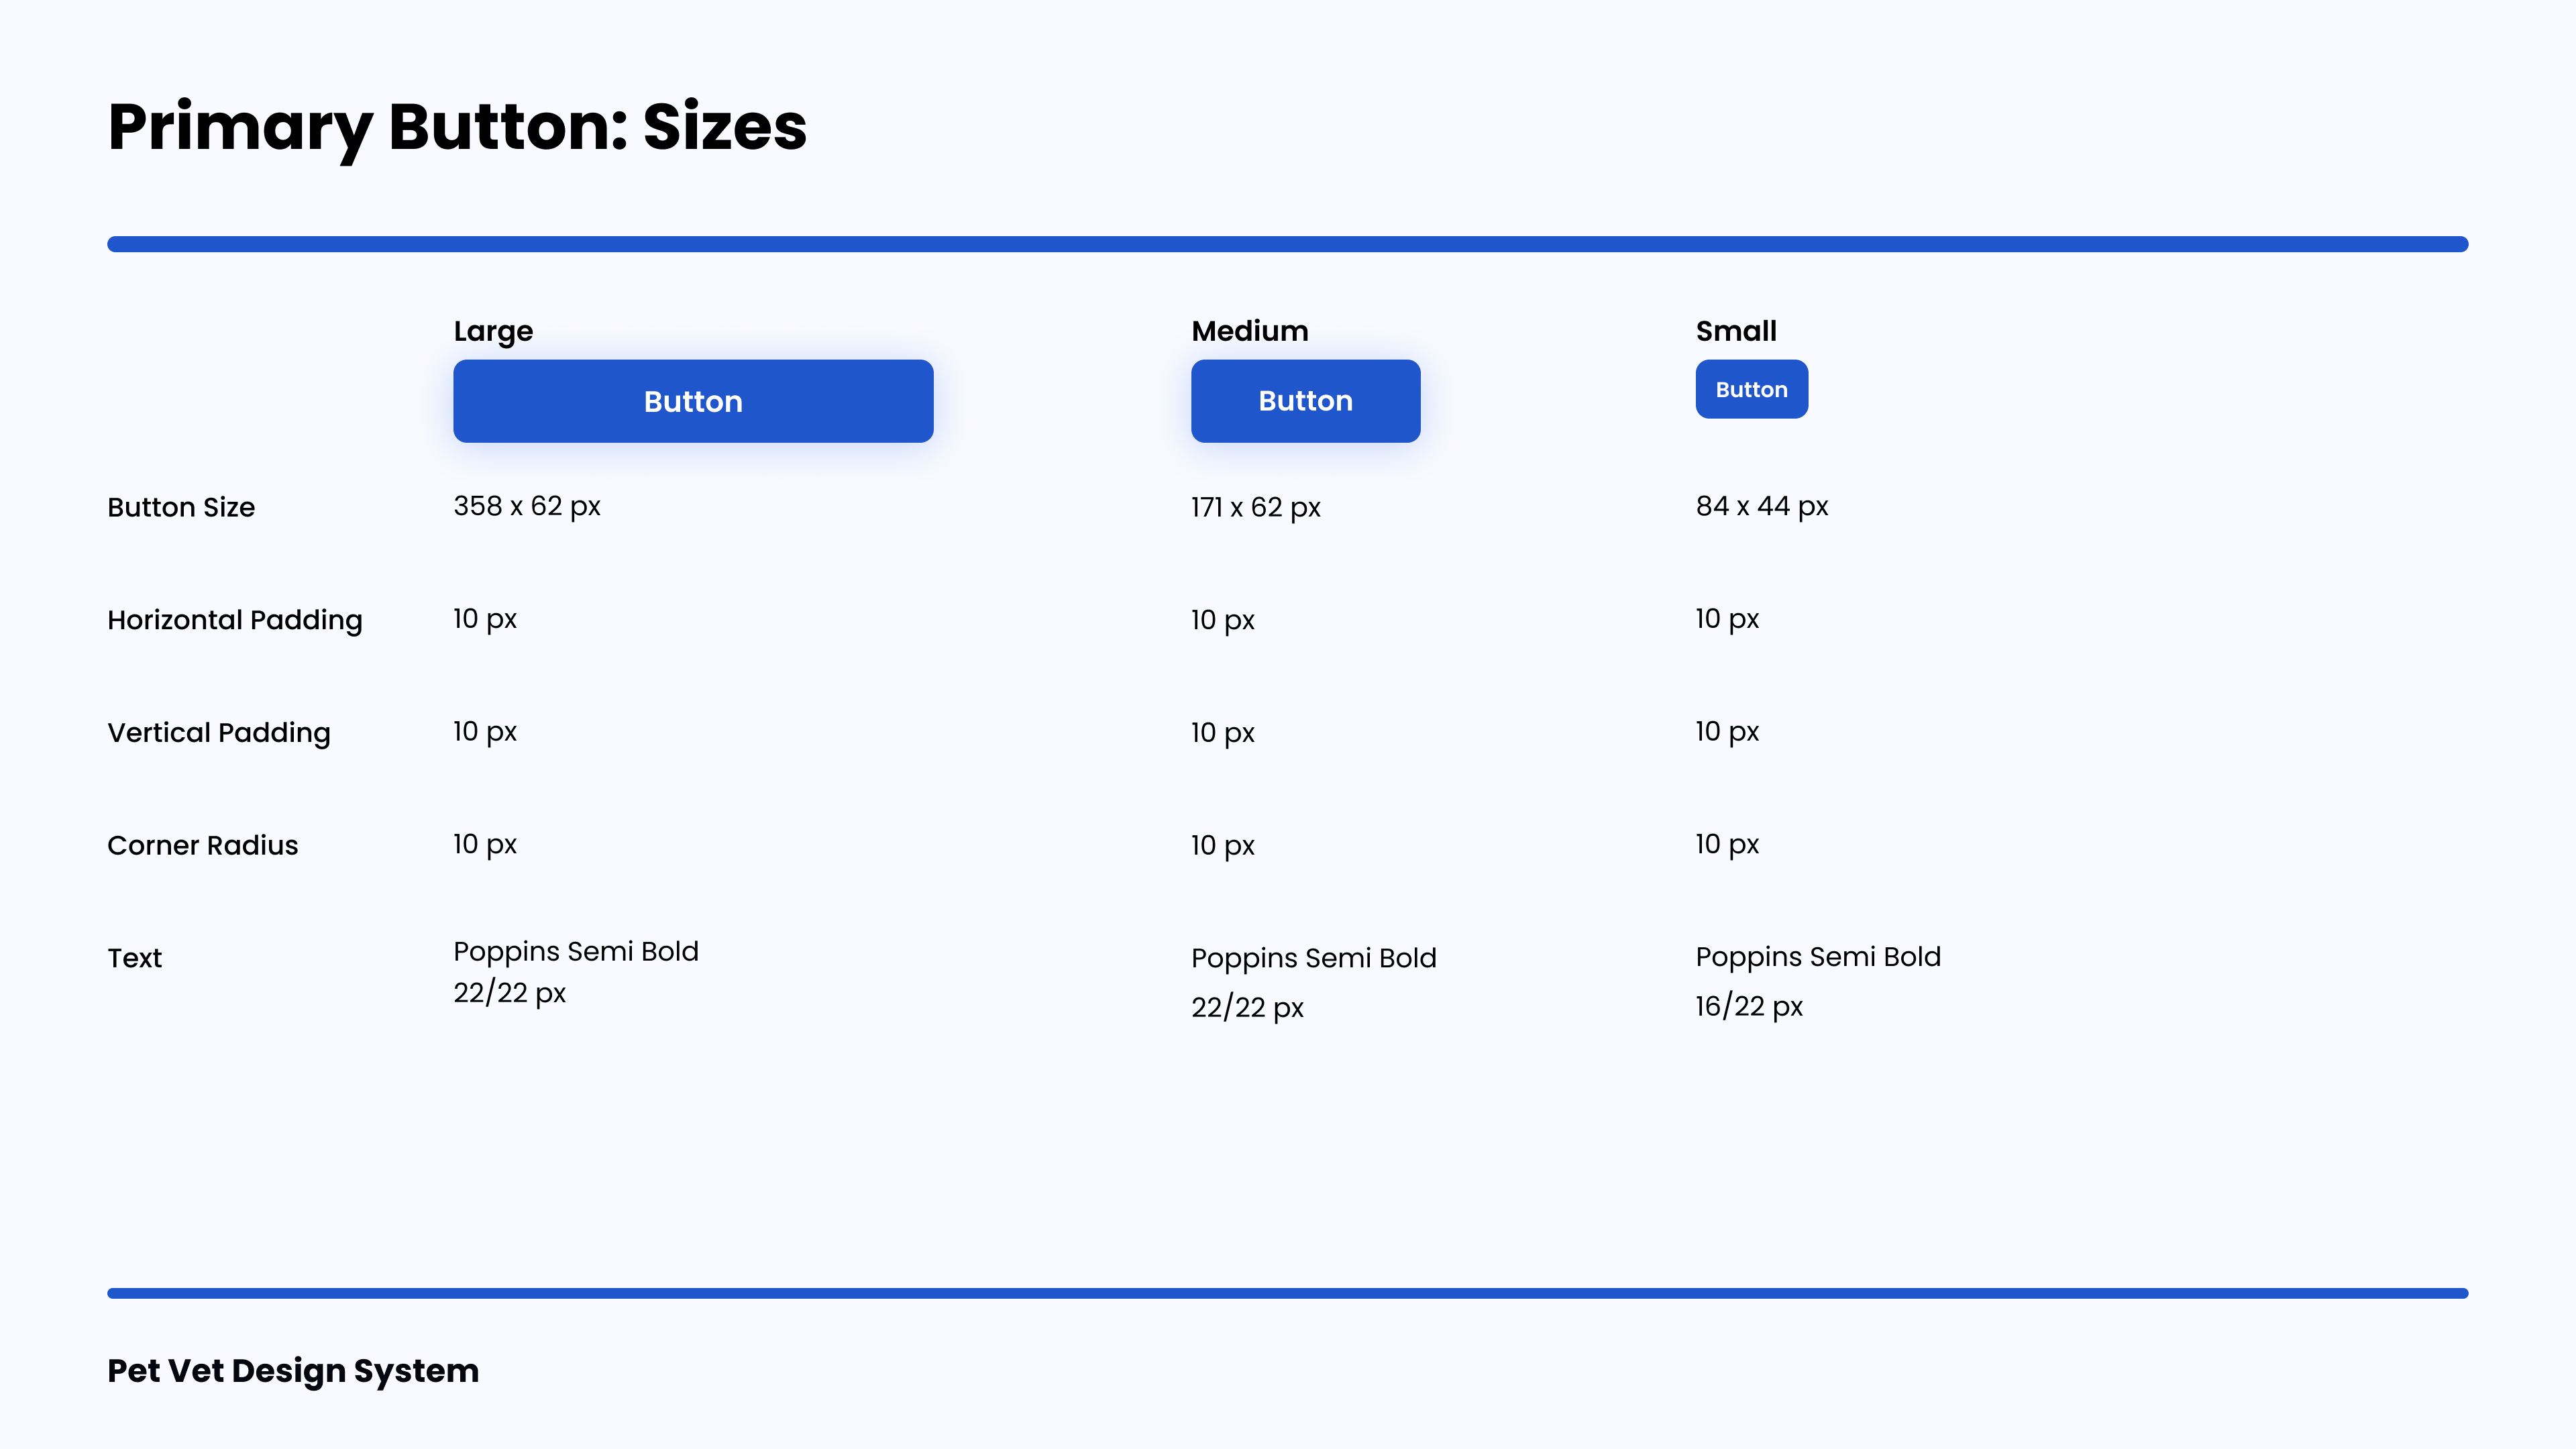 Primary Button: Sizes
Large
Medium
Small
Button
Button
Button
Button Size
358 x 62 px
171 x 62 px
84 x 44 px
Horizontal Padding
10 px
10 px
10 px
Vertical Padding
10 px
10 px
10 px
Corner Radius
10 px
10 px
10 px
Text
Poppins Semi Bold
22/22 px
Poppins Semi Bold
22/22 px
Poppins Semi Bold
16/22 px
Pet Vet Design System